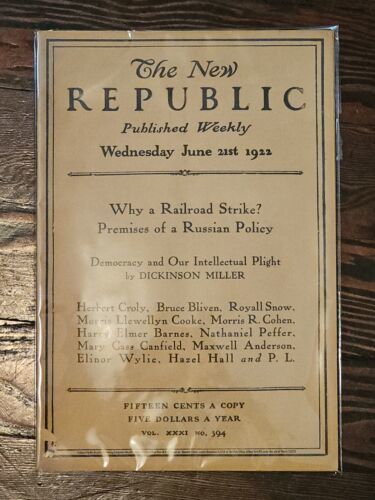 The New
REPUBLIC
Published Weekly
Wednesday June 21st 1922
Why a Railroad Strike?
Premises of a Russian Policy
Democracy and Our Intellectual Plight
by DICKINSON MILLER
Herbert Croly, Bruce Bliven, Royall Snow,
Morris Llewellyn Cooke, Morris R. Cohen,
Harry Elmer Barnes, Nathaniel Peffer,
Mary Cass Canfield, Maxwell Anderson,
Elinor Wylie, Hazel Hall and P. L.
FIFTEEN CENTS A COPY
FIVE DOLLARS A YEAR
VOL. XXXI NO. 394